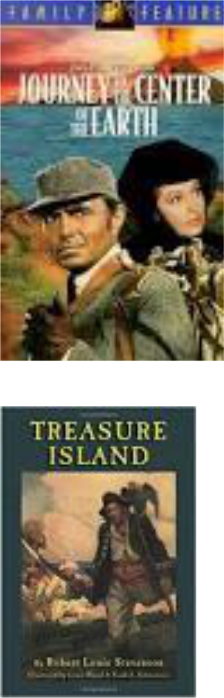 FAMILY FEATURE
JOURNEY TO THE CENTER
OF THE EARTH
TREASURE
ISLAND
by Robert Louis Stevenson